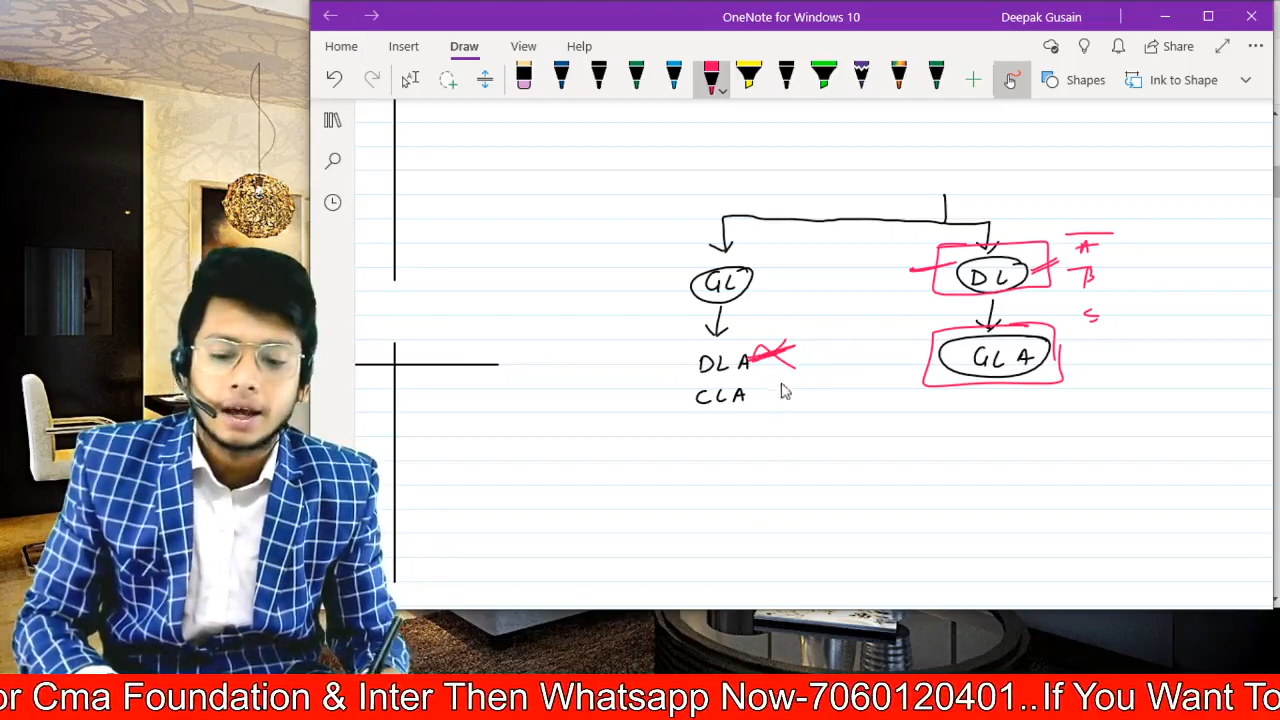 OneNote for Windows 10
Deepak Gusain
Home Insert Draw View Help
Share
Shapes
Ink to Shape
GL
DL
A
B
S
DLA
CLA
GLA
or Cma Foundation & Inter Then Whatsapp Now-7060120401..If You Want To